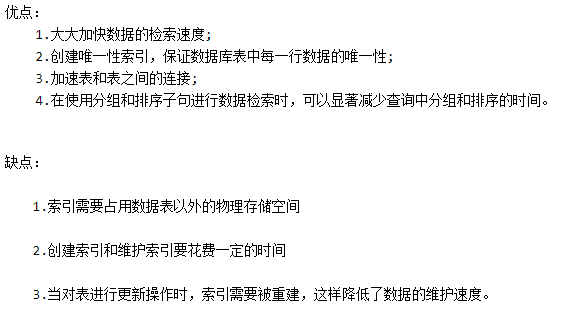 优点：
1.大大加快数据的检索速度;
2.创建唯一性索引，保证数据库表中每一行数据的唯一性;
3.加速表和表之间的连接;
4.在使用分组和排序子句进行数据检索时，可以显著减少查询中分组和排序的时间。
缺点：
1.索引需要占用数据表以外的物理存储空间
2.创建索引和维护索引要花费一定的时间
3.当对表进行更新操作时，索引需要被重建，这样降低了数据的维护速度。